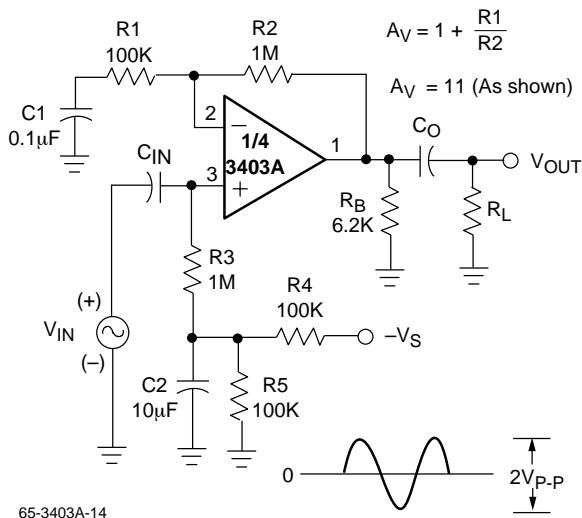 R1
100K
R2
1M
A_V = 1 + R1/R2
A_V = 11 (As shown)
C1
0.1µF
2
−
1/4
3403A
1
C_IN
3
+
C_O
V_OUT
R_B
6.2K
R_L
R3
1M
R4
100K
−V_S
(+)
V_IN
(−)
C2
10µF
R5
100K
0
2V_P-P
65-3403A-14